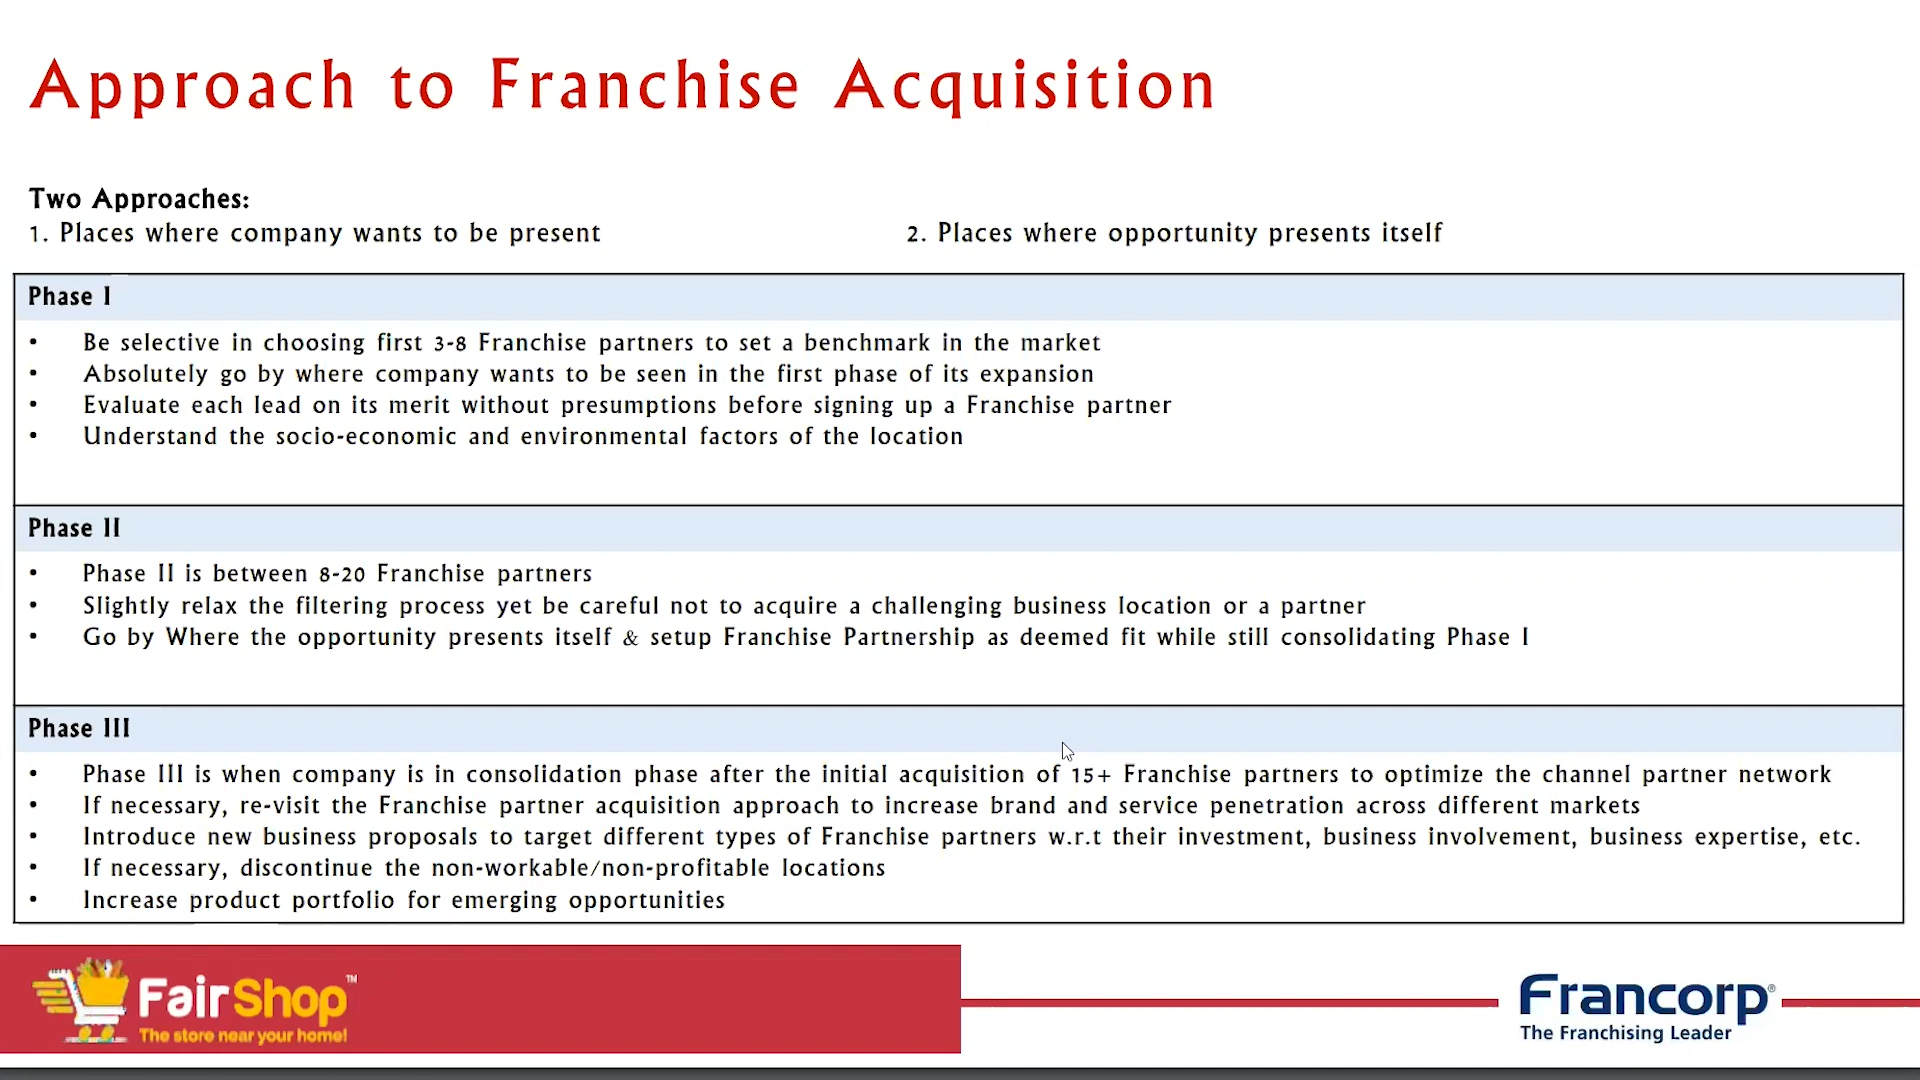 Approach to Franchise Acquisition
Two Approaches:
1. Places where company wants to be present
2. Places where opportunity presents itself
Phase I
• Be selective in choosing first 3-8 Franchise partners to set a benchmark in the market
• Absolutely go by where company wants to be seen in the first phase of its expansion
• Evaluate each lead on its merit without presumptions before signing up a Franchise partner
• Understand the socio-economic and environmental factors of the location
Phase II
• Phase II is between 8-20 Franchise partners
• Slightly relax the filtering process yet be careful not to acquire a challenging business location or a partner
• Go by Where the opportunity presents itself & setup Franchise Partnership as deemed fit while still consolidating Phase I
Phase III
• Phase III is when company is in consolidation phase after the initial acquisition of 15+ Franchise partners to optimize the channel partner network
• If necessary, re-visit the Franchise partner acquisition approach to increase brand and service penetration across different markets
• Introduce new business proposals to target different types of Franchise partners w.r.t their investment, business involvement, business expertise, etc.
• If necessary, discontinue the non-workable/non-profitable locations
• Increase product portfolio for emerging opportunities
FairShop™
The store near your home!
Francorp®
The Franchising Leader